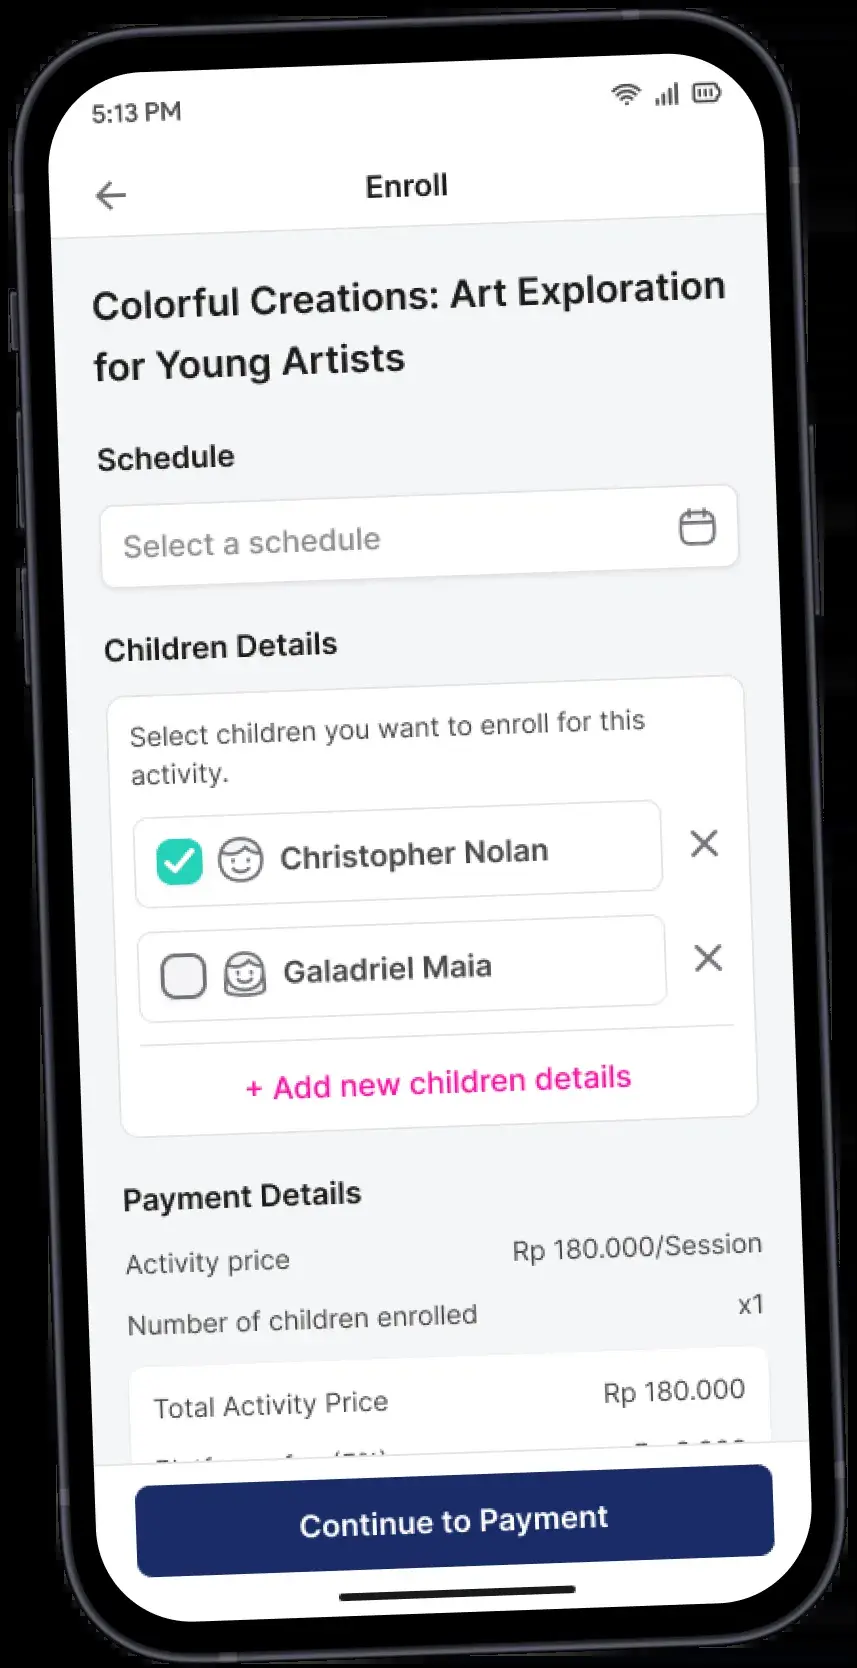 5:13 PM
Enroll
Colorful Creations: Art Exploration
for Young Artists
Schedule
Select a schedule
Children Details
Select children you want to enroll for this
activity.
Christopher Nolan
Galadriel Maia
+ Add new children details
Payment Details
Activity price Rp 180.000/Session
Number of children enrolled x1
Total Activity Price Rp 180.000
Continue to Payment